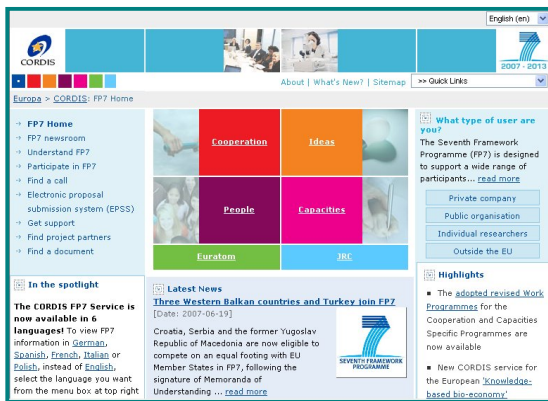 English (en)
CORDIS
7
2007 - 2013
About | What's New? | Sitemap
>> Quick Links
Europa > CORDIS: FP7 Home
→ FP7 Home
→ FP7 newsroom
→ Understand FP7
→ Participate in FP7
→ Find a call
→ Electronic proposal
submission system (EPSS)
→ Get support
→ Find project partners
→ Find a document
In the spotlight
The CORDIS FP7 Service is
now available in 6
languages! To view FP7
information in German,
Spanish, French, Italian or
Polish, instead of English,
select the language you want
from the menu box at top right
Cooperation
Ideas
People
Capacities
Euratom
JRC
Latest News
Three Western Balkan countries and Turkey join FP7
[Date: 2007-06-19]
Croatia, Serbia and the former Yugoslav
Republic of Macedonia are now eligible to
compete on an equal footing with EU
Member States in FP7, following the
signature of Memoranda of
Understanding ... read more
SEVENTH FRAMEWORK
PROGRAMME
What type of user are
you?
The Seventh Framework
Programme (FP7) is designed
to support a wide range of
participants... read more
Private company
Public organisation
Individual researchers
Outside the EU
Highlights
▪ The adopted revised Work
Programmes for the
Cooperation and Capacities
Specific Programmes are
now available
▪ New CORDIS service for
the European 'Knowledge-
based bio-economy'